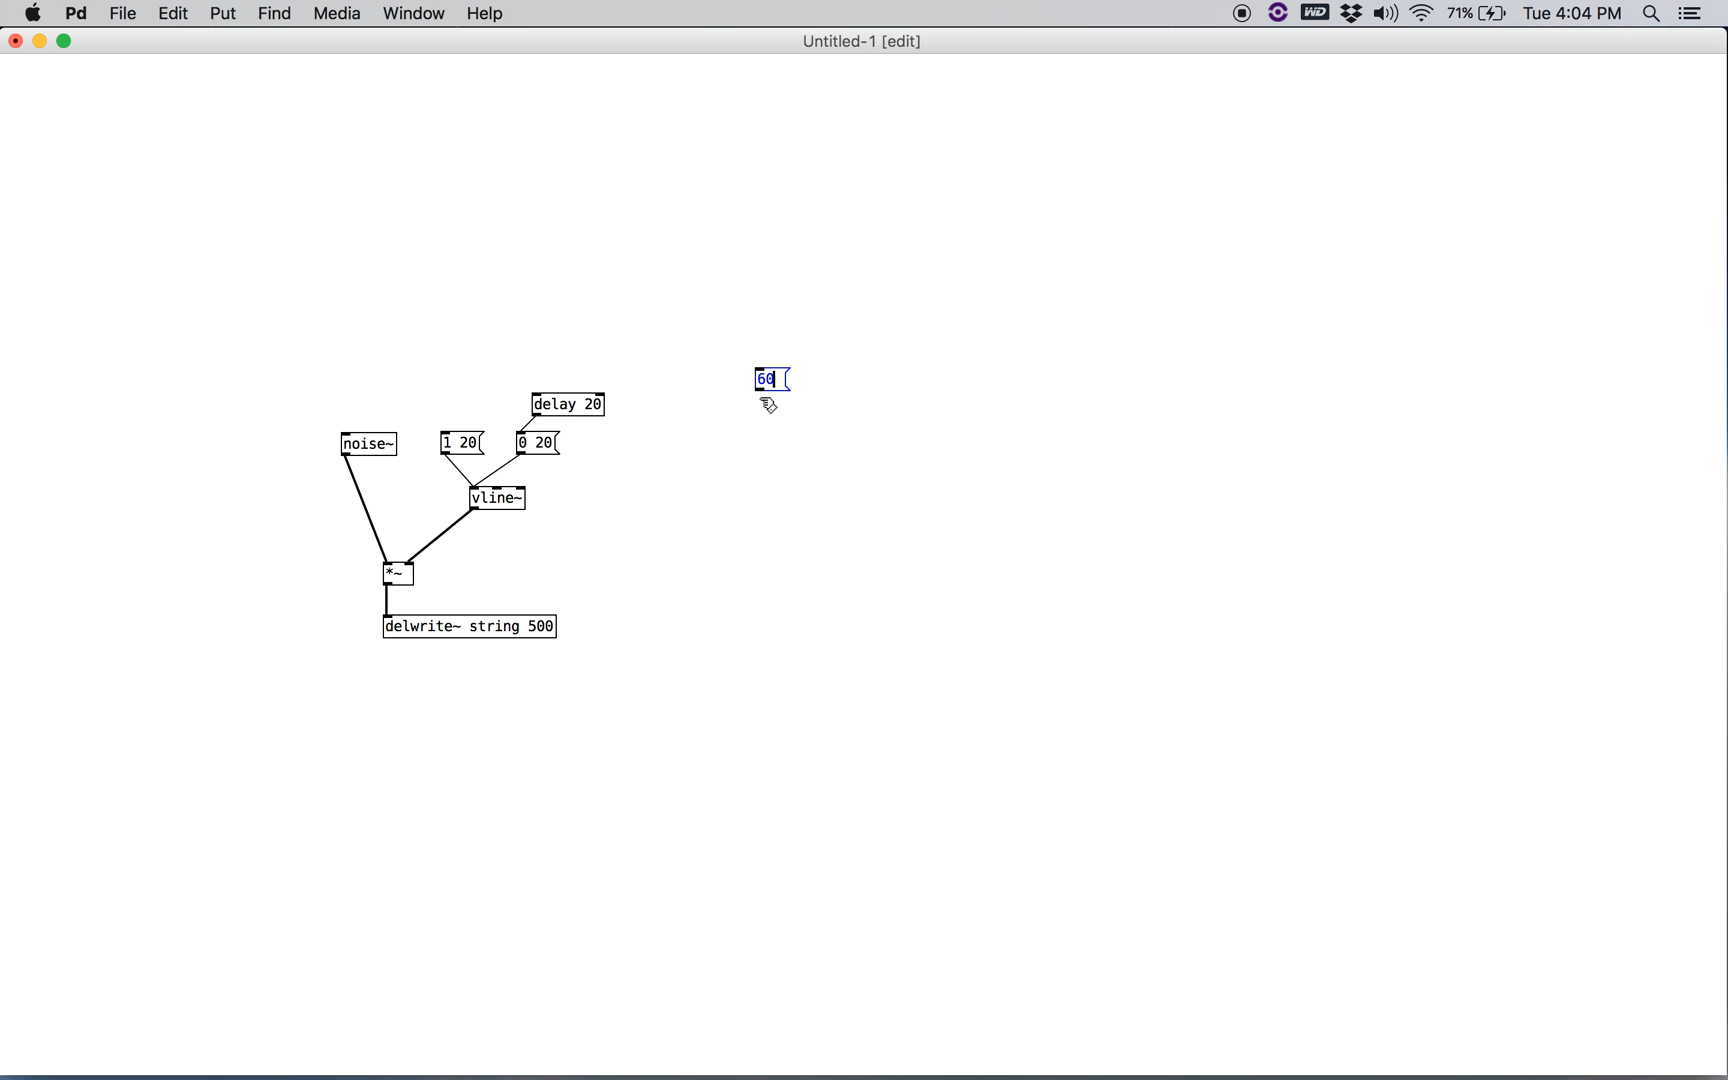 Pd File Edit Put Find Media Window Help WD 71% Tue 4:04 PM
Untitled-1 [edit]
60
delay 20
noise~ 1 20 0 20
vline~
*~
delwrite~ string 500